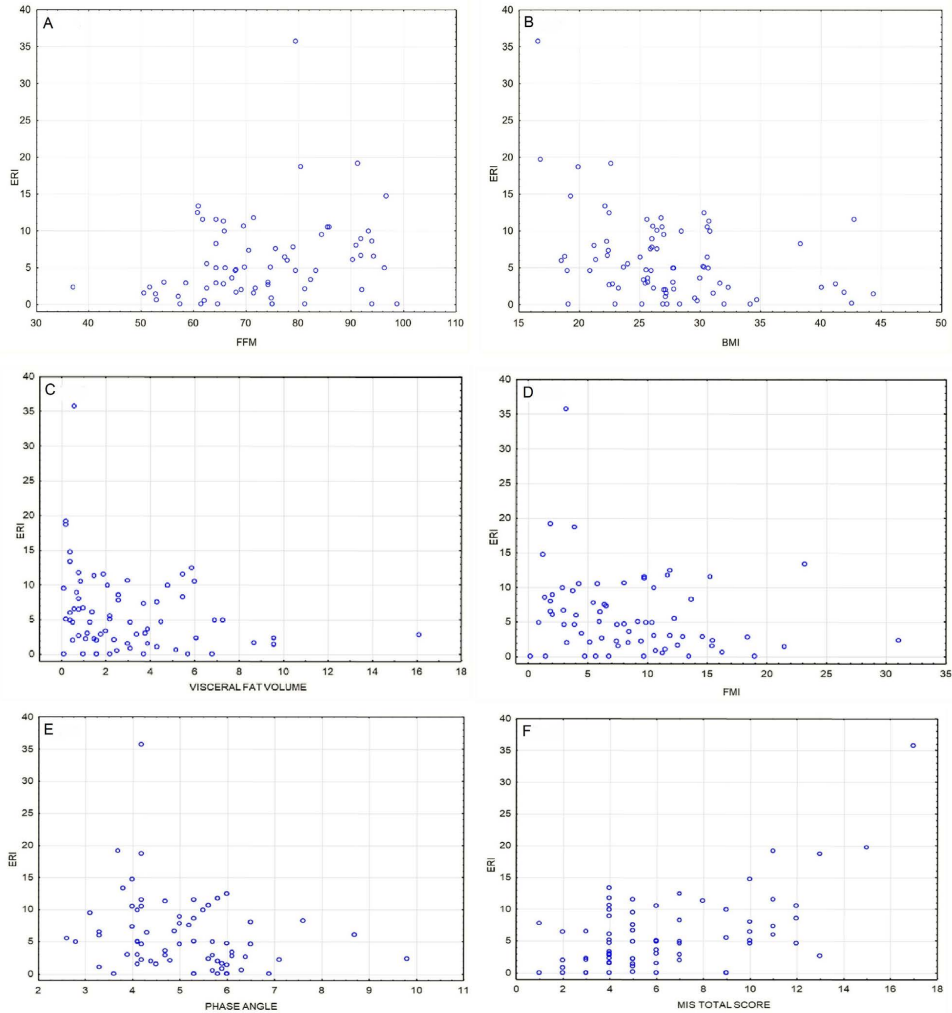 A
40
35
30
25
20
15
10
5
0
ERI
30 40 50 60 70 80 90 100 110
FFM
B
40
35
30
25
20
15
10
5
0
ERI
15 20 25 30 35 40 45 50
BMI
C
40
35
30
25
20
15
10
5
0
ERI
0 2 4 6 8 10 12 14 16 18
VISCERAL FAT VOLUME
D
40
35
30
25
20
15
10
5
0
ERI
0 5 10 15 20 25 30 35
FMI
E
40
35
30
25
20
15
10
5
0
ERI
2 3 4 5 6 7 8 9 10 11
PHASE ANGLE
F
40
35
30
25
20
15
10
5
0
ERI
0 2 4 6 8 10 12 14 16 18
MIS TOTAL SCORE